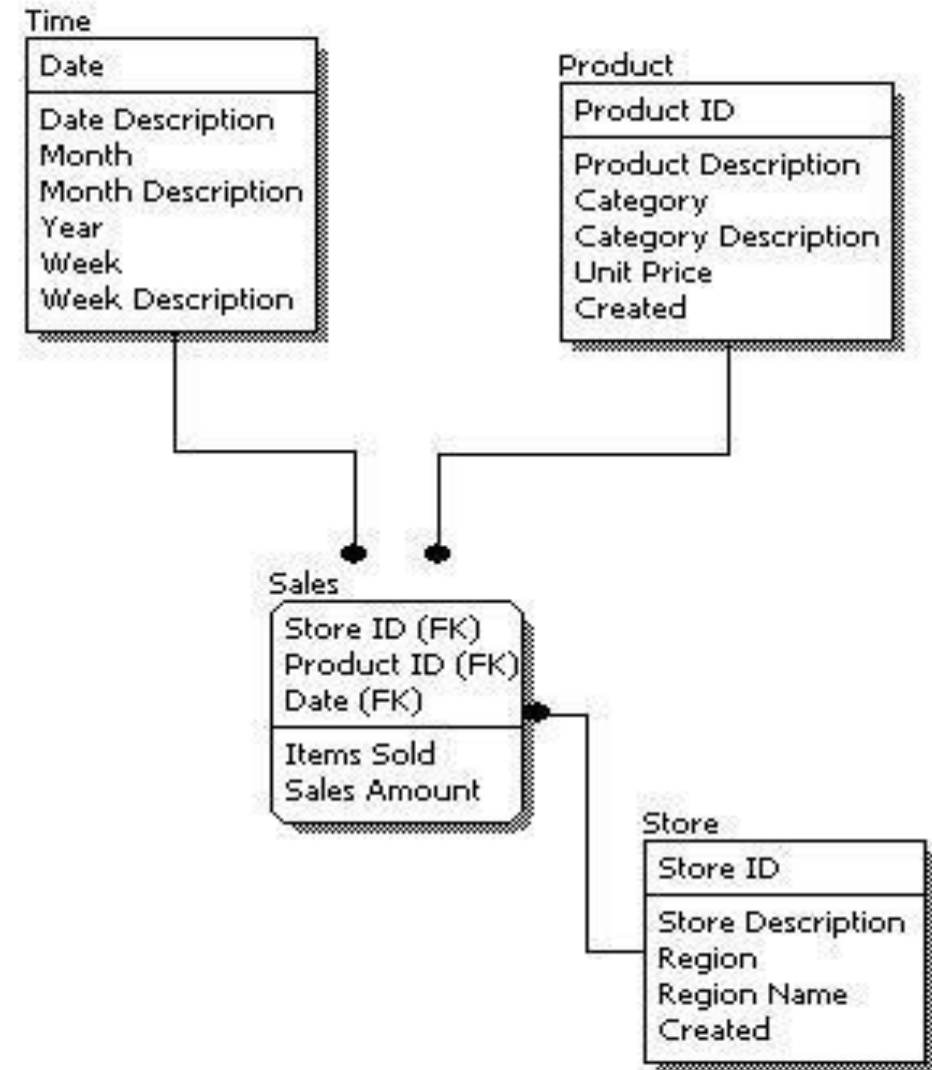 Time
Date
Date Description
Month
Month Description
Year
Week
Week Description
Product
Product ID
Product Description
Category
Category Description
Unit Price
Created
Sales
Store ID (FK)
Product ID (FK)
Date (FK)
Items Sold
Sales Amount
Store
Store ID
Store Description
Region
Region Name
Created